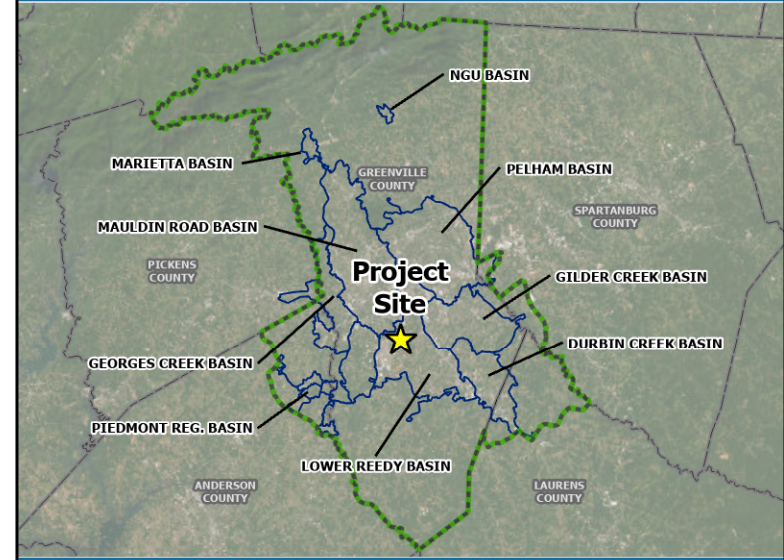 NGU BASIN
MARIETTA BASIN
GREENVILLE
COUNTY
PELHAM BASIN
SPARTANBURG
COUNTY
MAULDIN ROAD BASIN
PICKENS
COUNTY
Project
Site
GILDER CREEK BASIN
DURBIN CREEK BASIN
GEORGES CREEK BASIN
PIEDMONT REG. BASIN
LOWER REEDY BASIN
ANDERSON
COUNTY
LAURENS
COUNTY